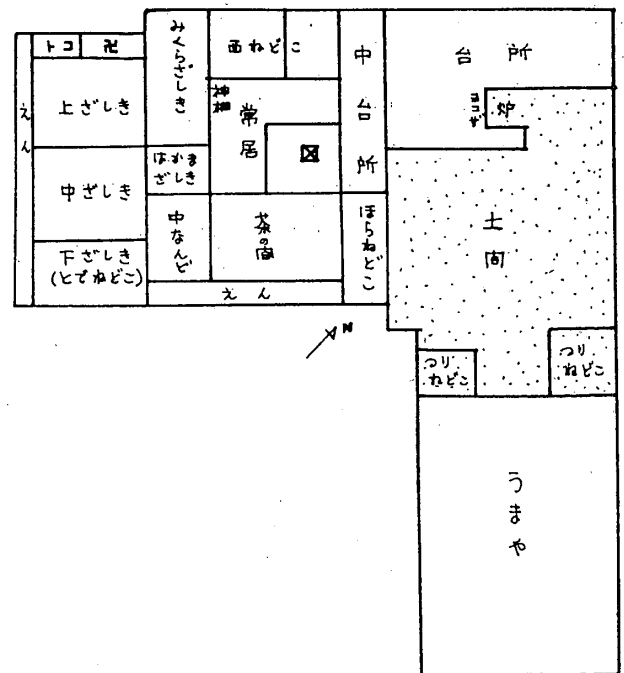 トコ
卍
えん
上ざしき
中ざしき
下ざしき
(とでねどこ)
みくらざしき
はかま
ざしき
中なんど
西ねどこ
神棚
常居
茶の間
えん
中台所
ほらねどこ
台所
ヨコザ
炉
土間
N
つり
ねどこ
つり
ねどこ
うまや